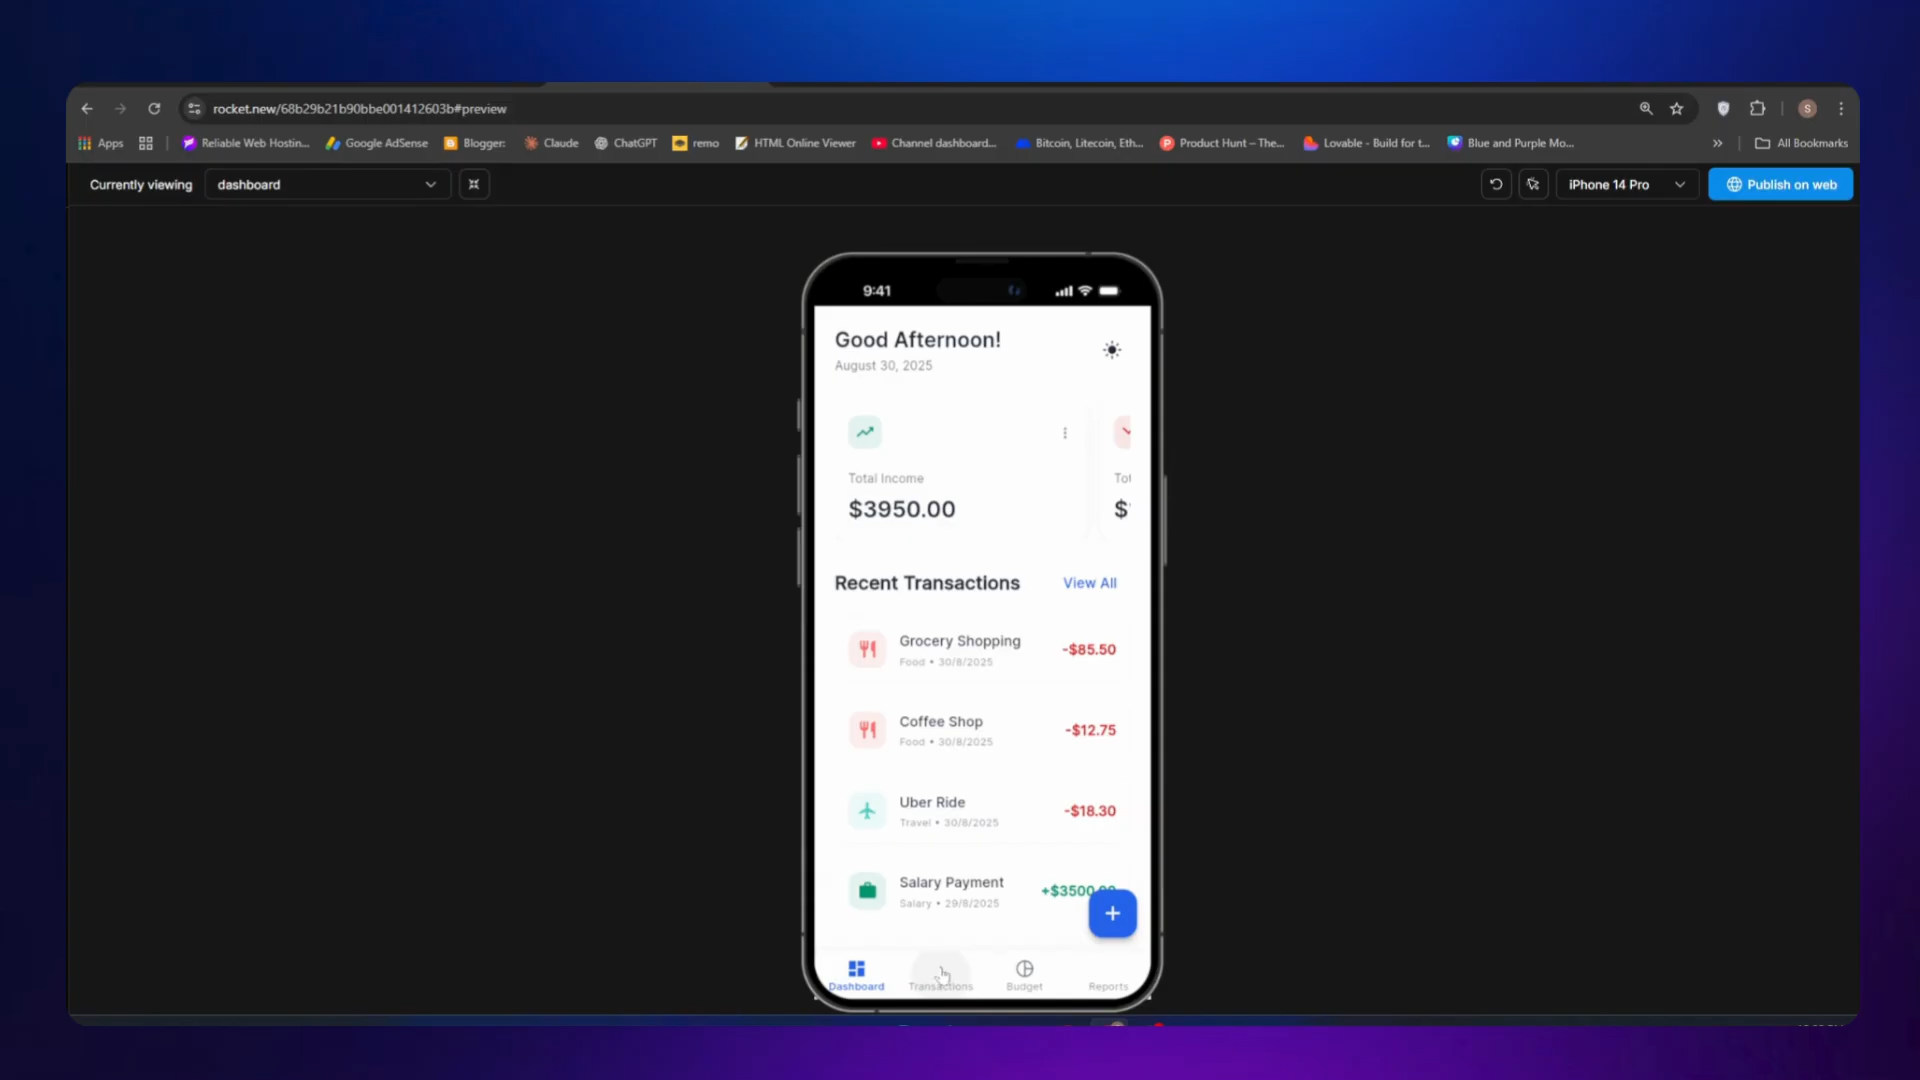 rocket.new/68b29b21b90bbe001412603b#preview
S
Apps Reliable Web Hostin... Google AdSense Blogger: Claude ChatGPT remo HTML Online Viewer Channel dashboard... Bitcoin, Litecoin, Eth... Product Hunt – The... Lovable - Build for t... Blue and Purple Mo... » All Bookmarks
Currently viewing dashboard iPhone 14 Pro Publish on web
9:41
Good Afternoon!
August 30, 2025
Total Income Tot
$3950.00 $
Recent Transactions View All
Grocery Shopping -$85.50
Food • 30/8/2025
Coffee Shop -$12.75
Food • 30/8/2025
Uber Ride -$18.30
Travel • 30/8/2025
Salary Payment +$3500.00
Salary • 29/8/2025
+
Dashboard Transactions Budget Reports